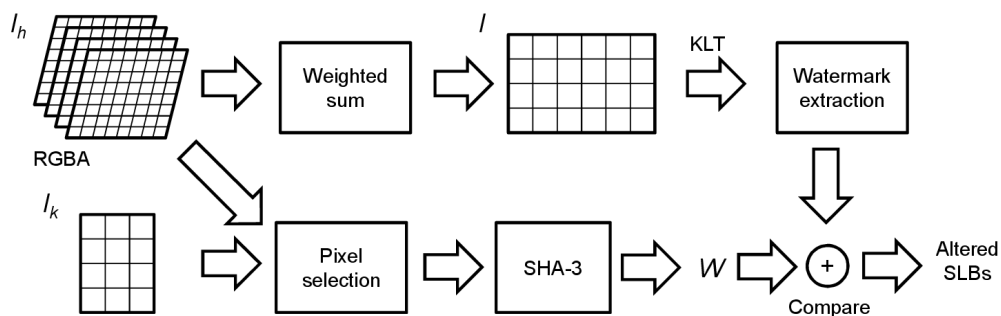 I_h
RGBA
Weighted
sum
I
KLT
Watermark
extraction
I_k
Pixel
selection
SHA-3
W
+
Compare
Altered
SLBs